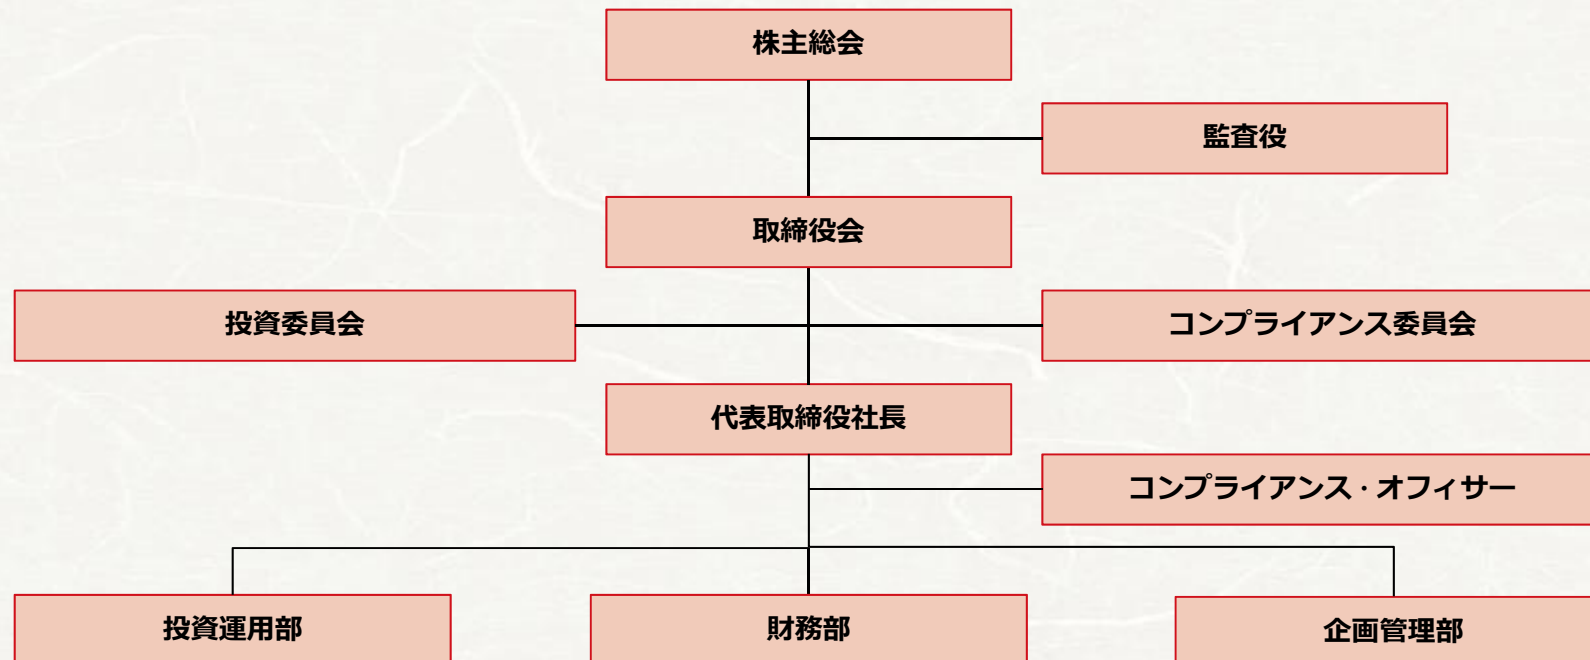 株主総会
監査役
取締役会
投資委員会
コンプライアンス委員会
代表取締役社長
コンプライアンス・オフィサー
投資運用部
財務部
企画管理部